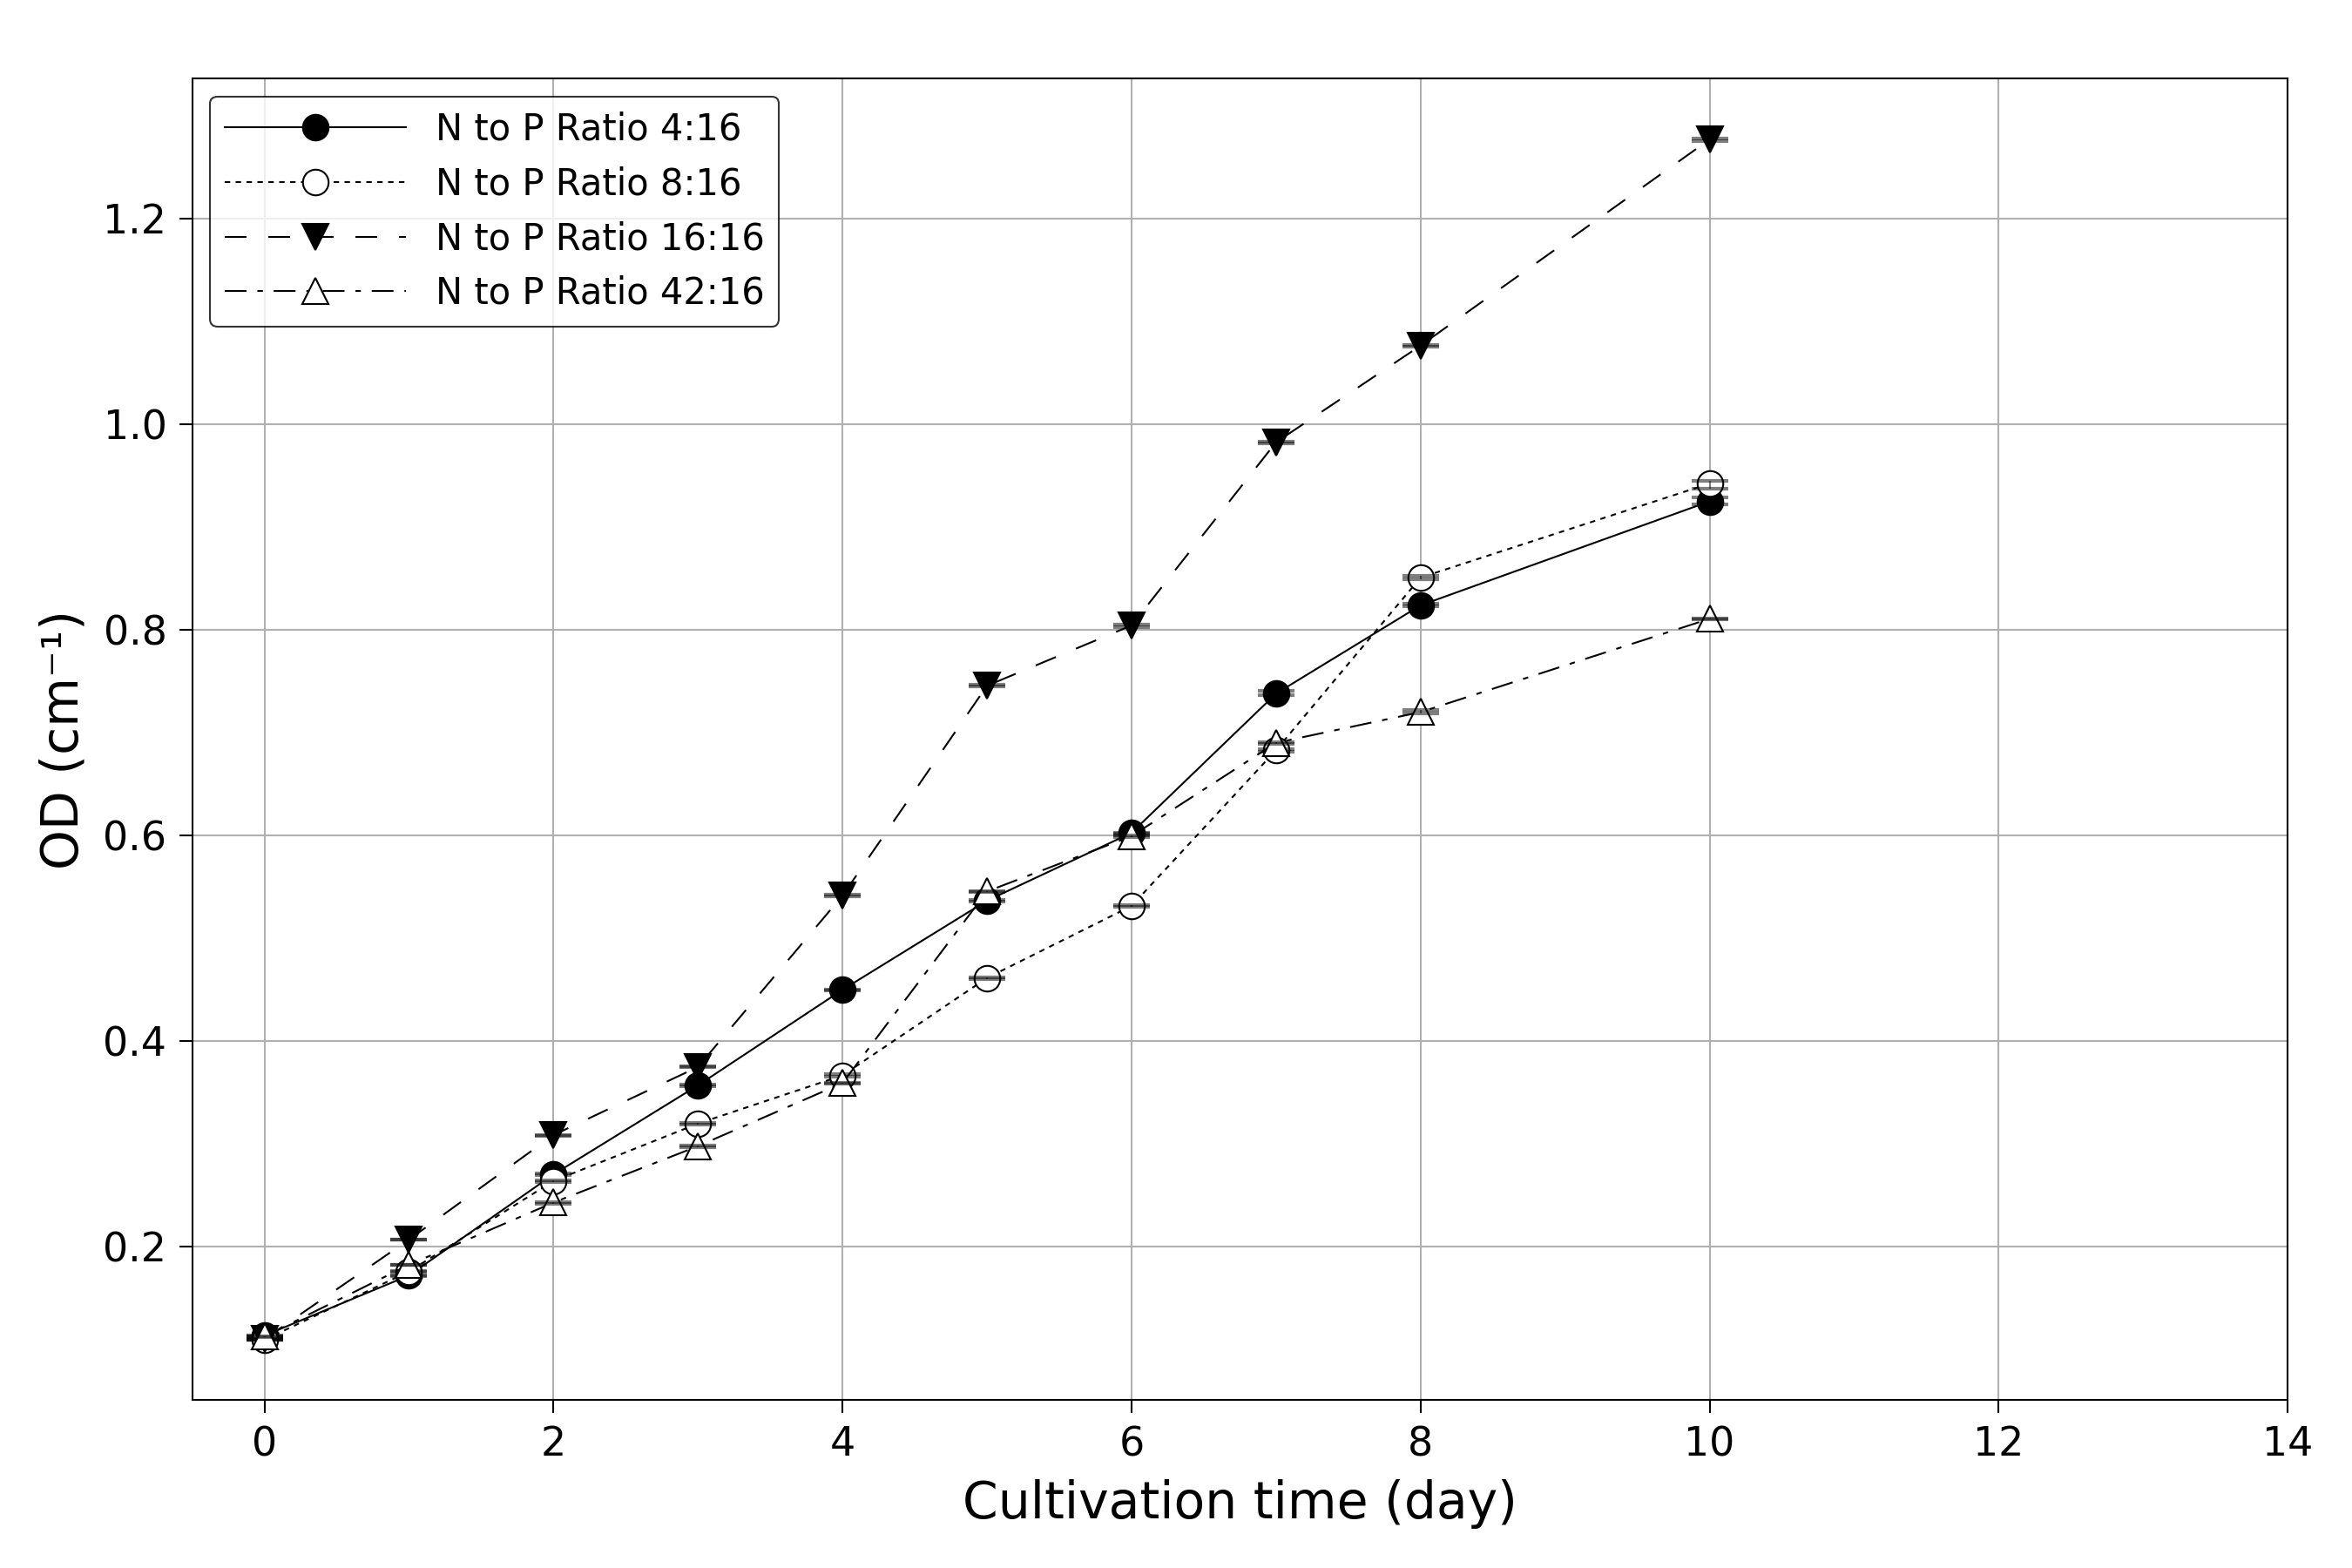 N to P Ratio 4:16
N to P Ratio 8:16
N to P Ratio 16:16
N to P Ratio 42:16
1.2
1.0
0.8
0.6
0.4
0.2
OD (cm⁻¹)
0 2 4 6 8 10 12 14
Cultivation time (day)